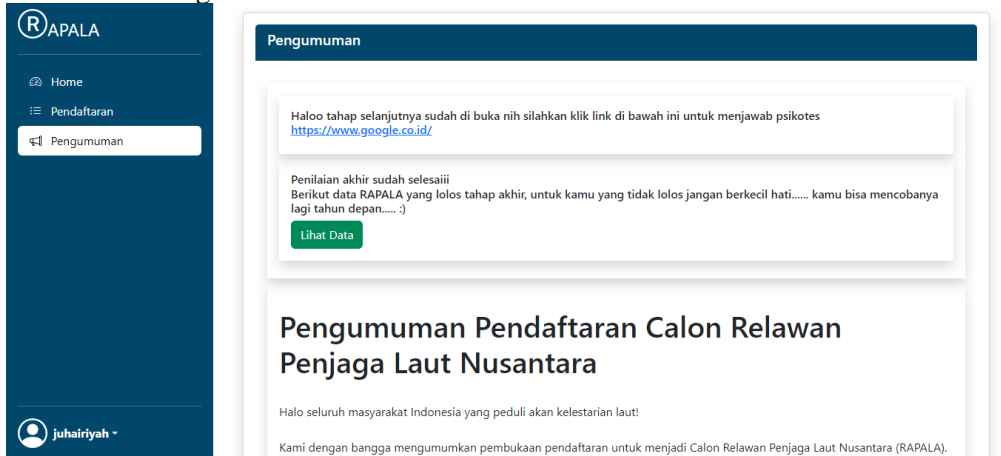 RAPALA
Home
Pendaftaran
Pengumuman
juhairiyah
Pengumuman
Haloo tahap selanjutnya sudah di buka nih silahkan klik link di bawah ini untuk menjawab psikotes
https://www.google.co.id/
Penilaian akhir sudah selesaiii
Berikut data RAPALA yang lolos tahap akhir, untuk kamu yang tidak lolos jangan berkecil hati...... kamu bisa mencobanya
lagi tahun depan..... :)
Lihat Data
Pengumuman Pendaftaran Calon Relawan
Penjaga Laut Nusantara
Halo seluruh masyarakat Indonesia yang peduli akan kelestarian laut!
Kami dengan bangga mengumumkan pembukaan pendaftaran untuk menjadi Calon Relawan Penjaga Laut Nusantara (RAPALA).